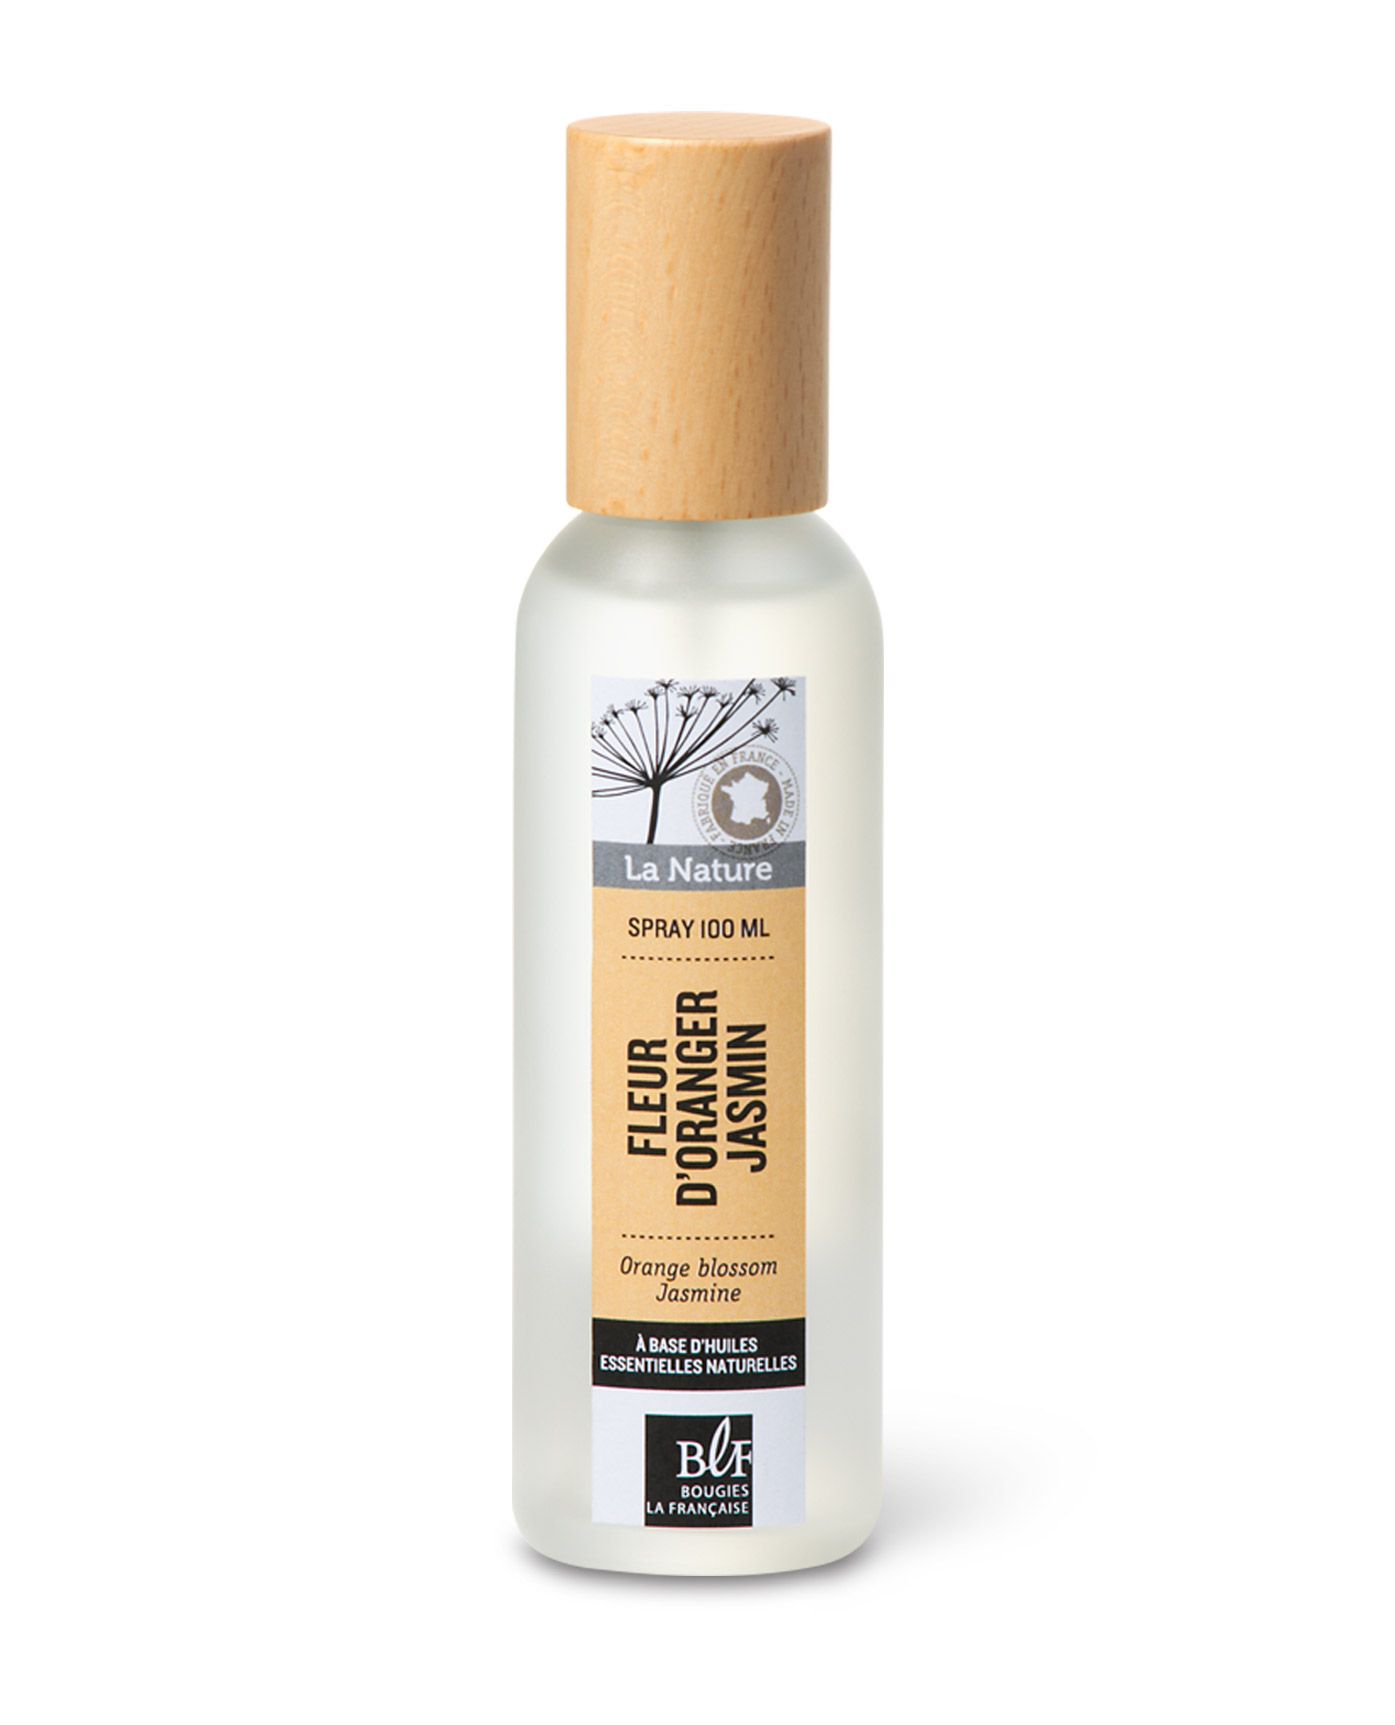 FABRIQUÉ EN FRANCE - MADE IN FRANCE -
La Nature
SPRAY 100 ML
FLEUR
D'ORANGER
JASMIN
Orange blossom
Jasmine
À BASE D'HUILES
ESSENTIELLES NATURELLES
BlF
BOUGIES
LA FRANÇAISE